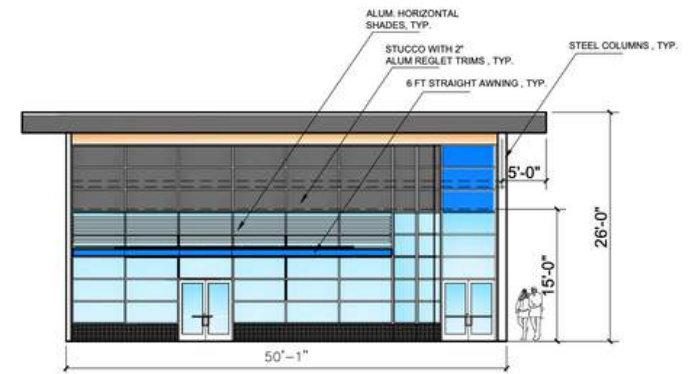 ALUM. HORIZONTAL
SHADES, TYP.
STUCCO WITH 2"
ALUM REGLET TRIMS , TYP.
STEEL COLUMNS , TYP.
6 FT STRAIGHT AWNING , TYP.
5'-0"
26'-0"
15'-0"
50'-1"